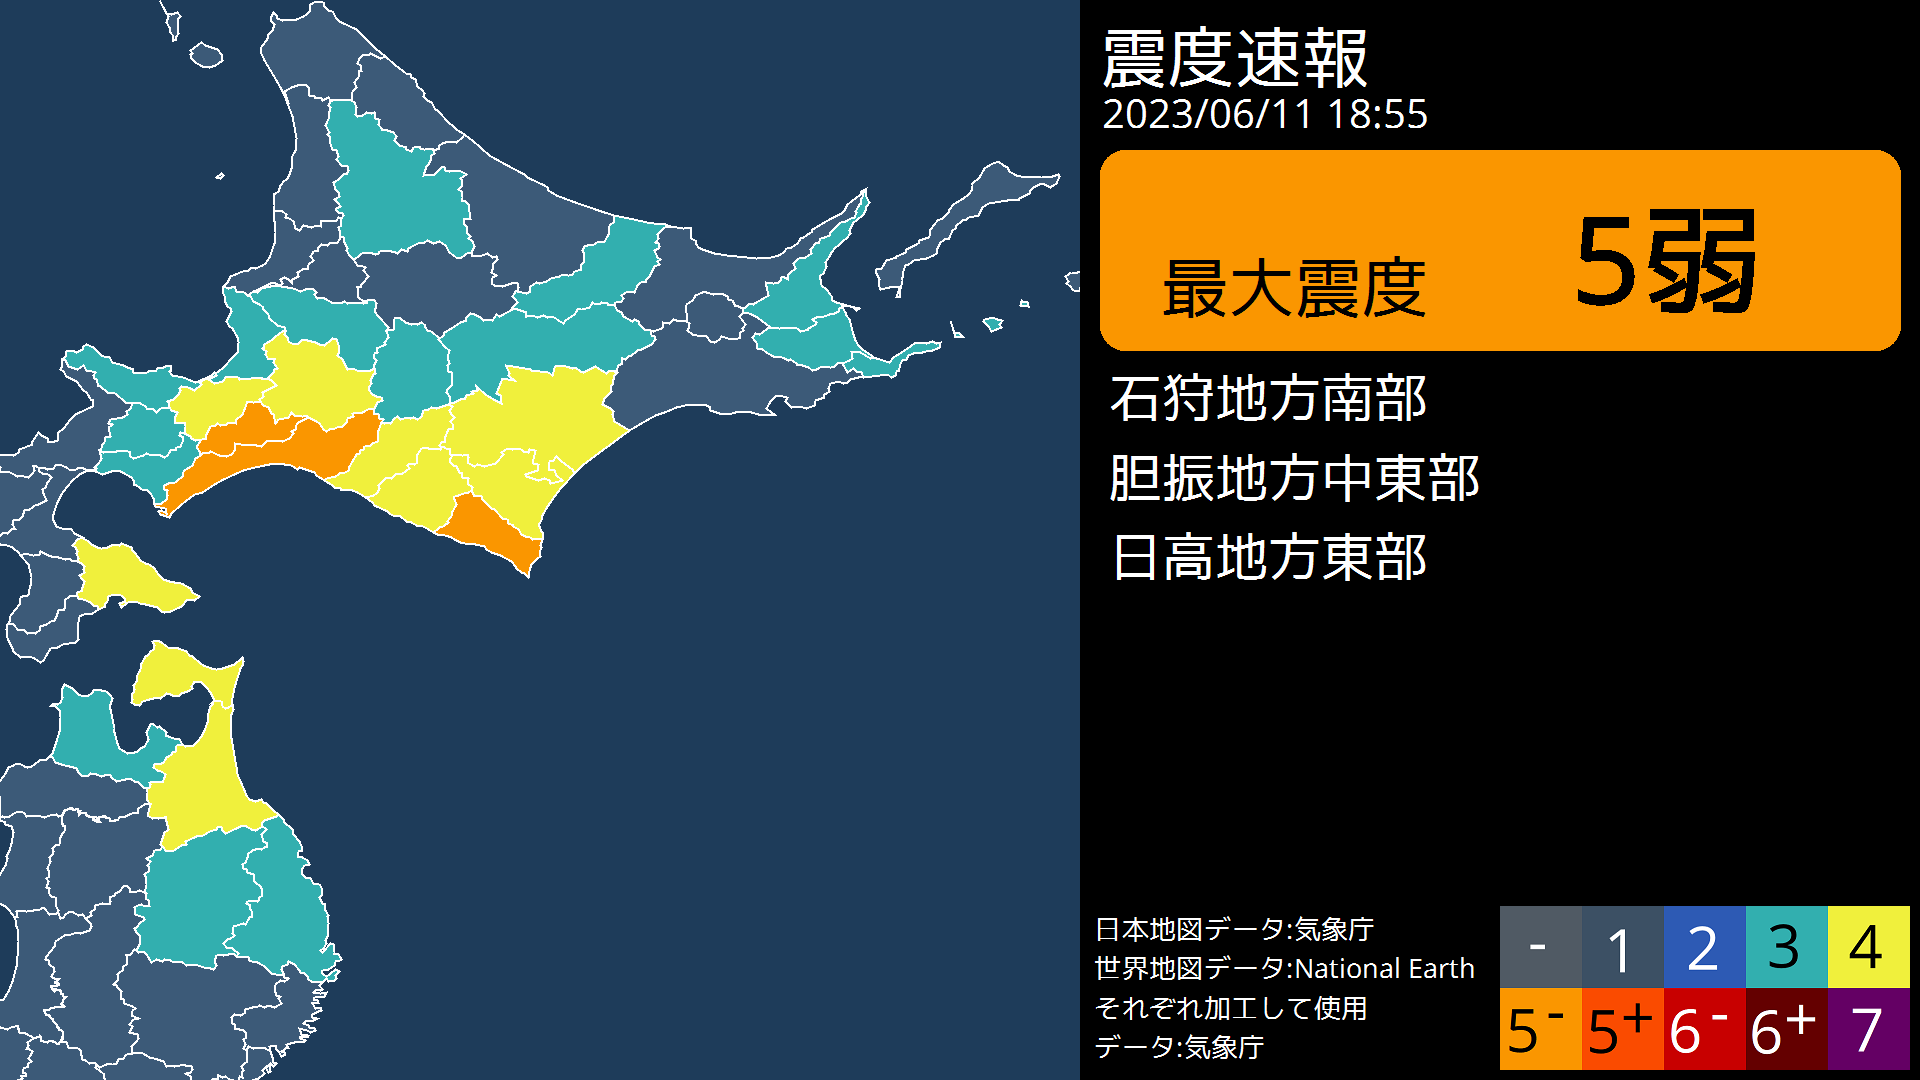 震度速報
2023/06/11 18:55
最大震度 5弱
石狩地方南部
胆振地方中東部
日高地方東部
日本地図データ:気象庁
世界地図データ:National Earth
それぞれ加工して使用
データ:気象庁
- 1 2 3 4
5- 5+ 6- 6+ 7